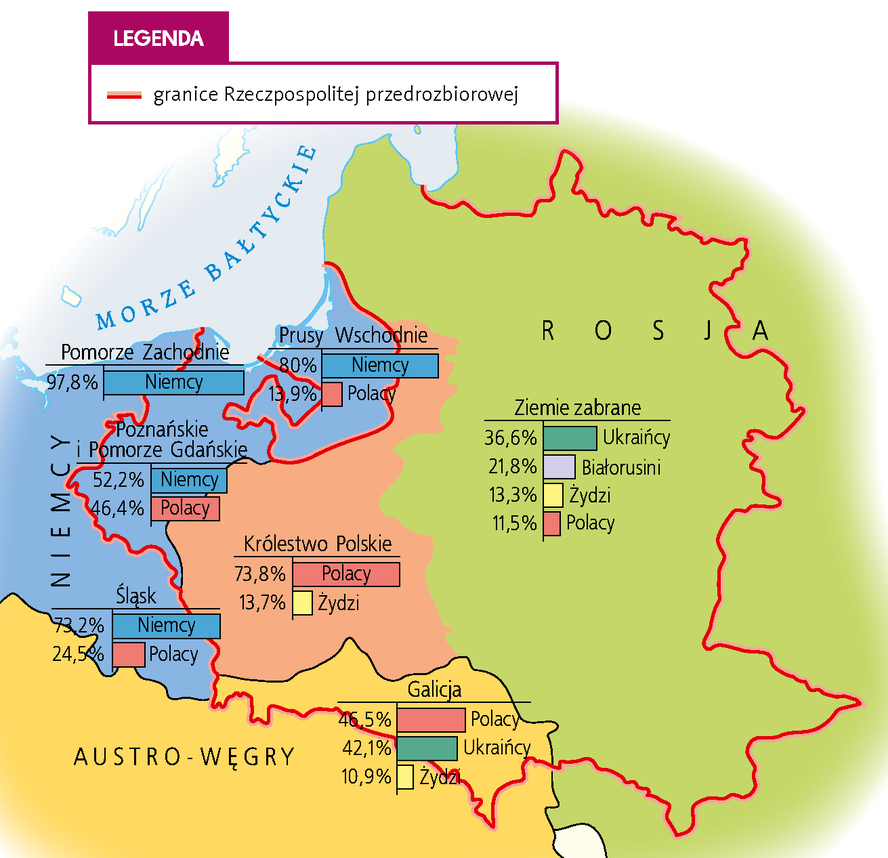 LEGENDA
granice Rzeczpospolitej przedrozbiorowej
MORZE BAŁTYCKIE
ROSJA
NIEMCY
AUSTRO-WĘGRY
Pomorze Zachodnie
97,8% Niemcy
Prusy Wschodnie
80% Niemcy
13,9% Polacy
Poznańskie
i Pomorze Gdańskie
52,2% Niemcy
46,4% Polacy
Ziemie zabrane
36,6% Ukraińcy
21,8% Białorusini
13,3% Żydzi
11,5% Polacy
Królestwo Polskie
73,8% Polacy
13,7% Żydzi
Śląsk
73,2% Niemcy
24,5% Polacy
Galicja
46,5% Polacy
42,1% Ukraińcy
10,9% Żydzi